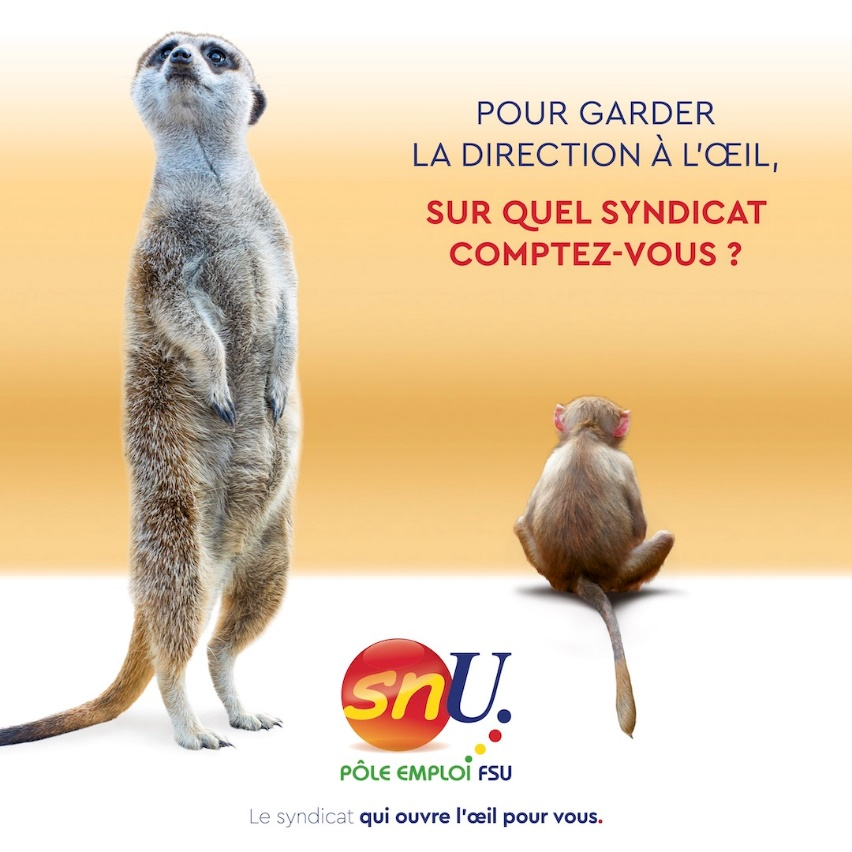 POUR GARDER
LA DIRECTION À L'ŒIL,
SUR QUEL SYNDICAT
COMPTEZ-VOUS ?
snU.
PÔLE EMPLOI FSU
Le syndicat qui ouvre l'œil pour vous.